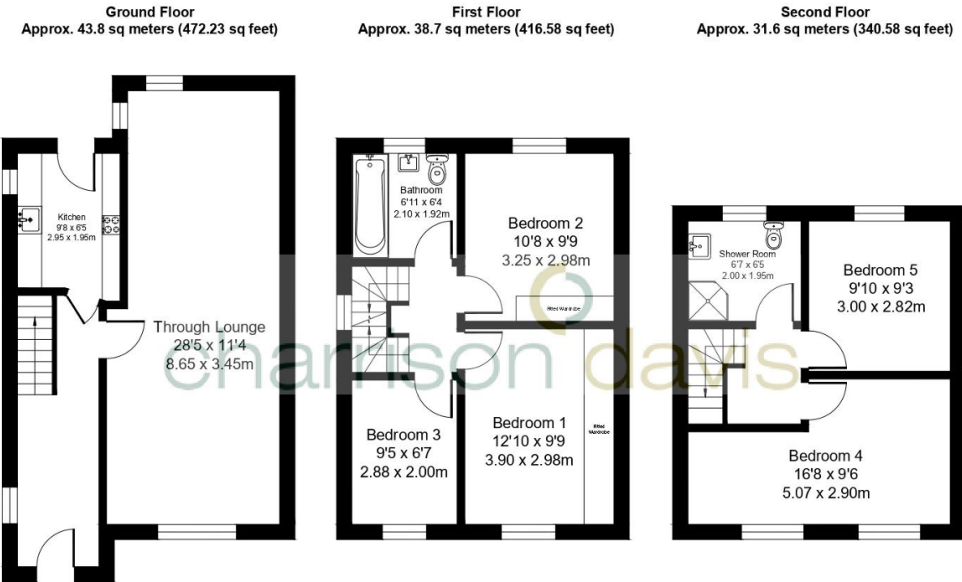 Ground Floor
Approx. 43.8 sq meters (472.23 sq feet)
First Floor
Approx. 38.7 sq meters (416.58 sq feet)
Second Floor
Approx. 31.6 sq meters (340.58 sq feet)
Kitchen
9'8 x 6'5
2.95 x 1.95m
Through Lounge
28'5 x 11'4
8.65 x 3.45m
Bathroom
6'11 x 6'4
2.10 x 1.92m
Bedroom 2
10'8 x 9'9
3.25 x 2.98m
Fitted Wardrobe
Bedroom 3
9'5 x 6'7
2.88 x 2.00m
Bedroom 1
12'10 x 9'9
3.90 x 2.98m
Fitted
Wardrobe
Shower Room
6'7 x 6'5
2.00 x 1.95m
Bedroom 5
9'10 x 9'3
3.00 x 2.82m
Bedroom 4
16'8 x 9'6
5.07 x 2.90m
charrison davis